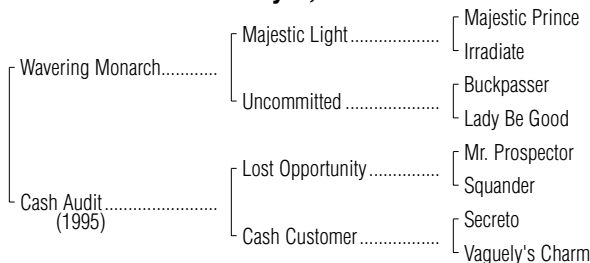 Majestic Prince
Majestic Light..................
Irradiate
Wavering Monarch............
Buckpasser
Uncommitted ..................
Lady Be Good
Mr. Prospector
Lost Opportunity...............
Squander
Cash Audit........................
(1995)
Secreto
Cash Customer.................
Vaguely's Charm